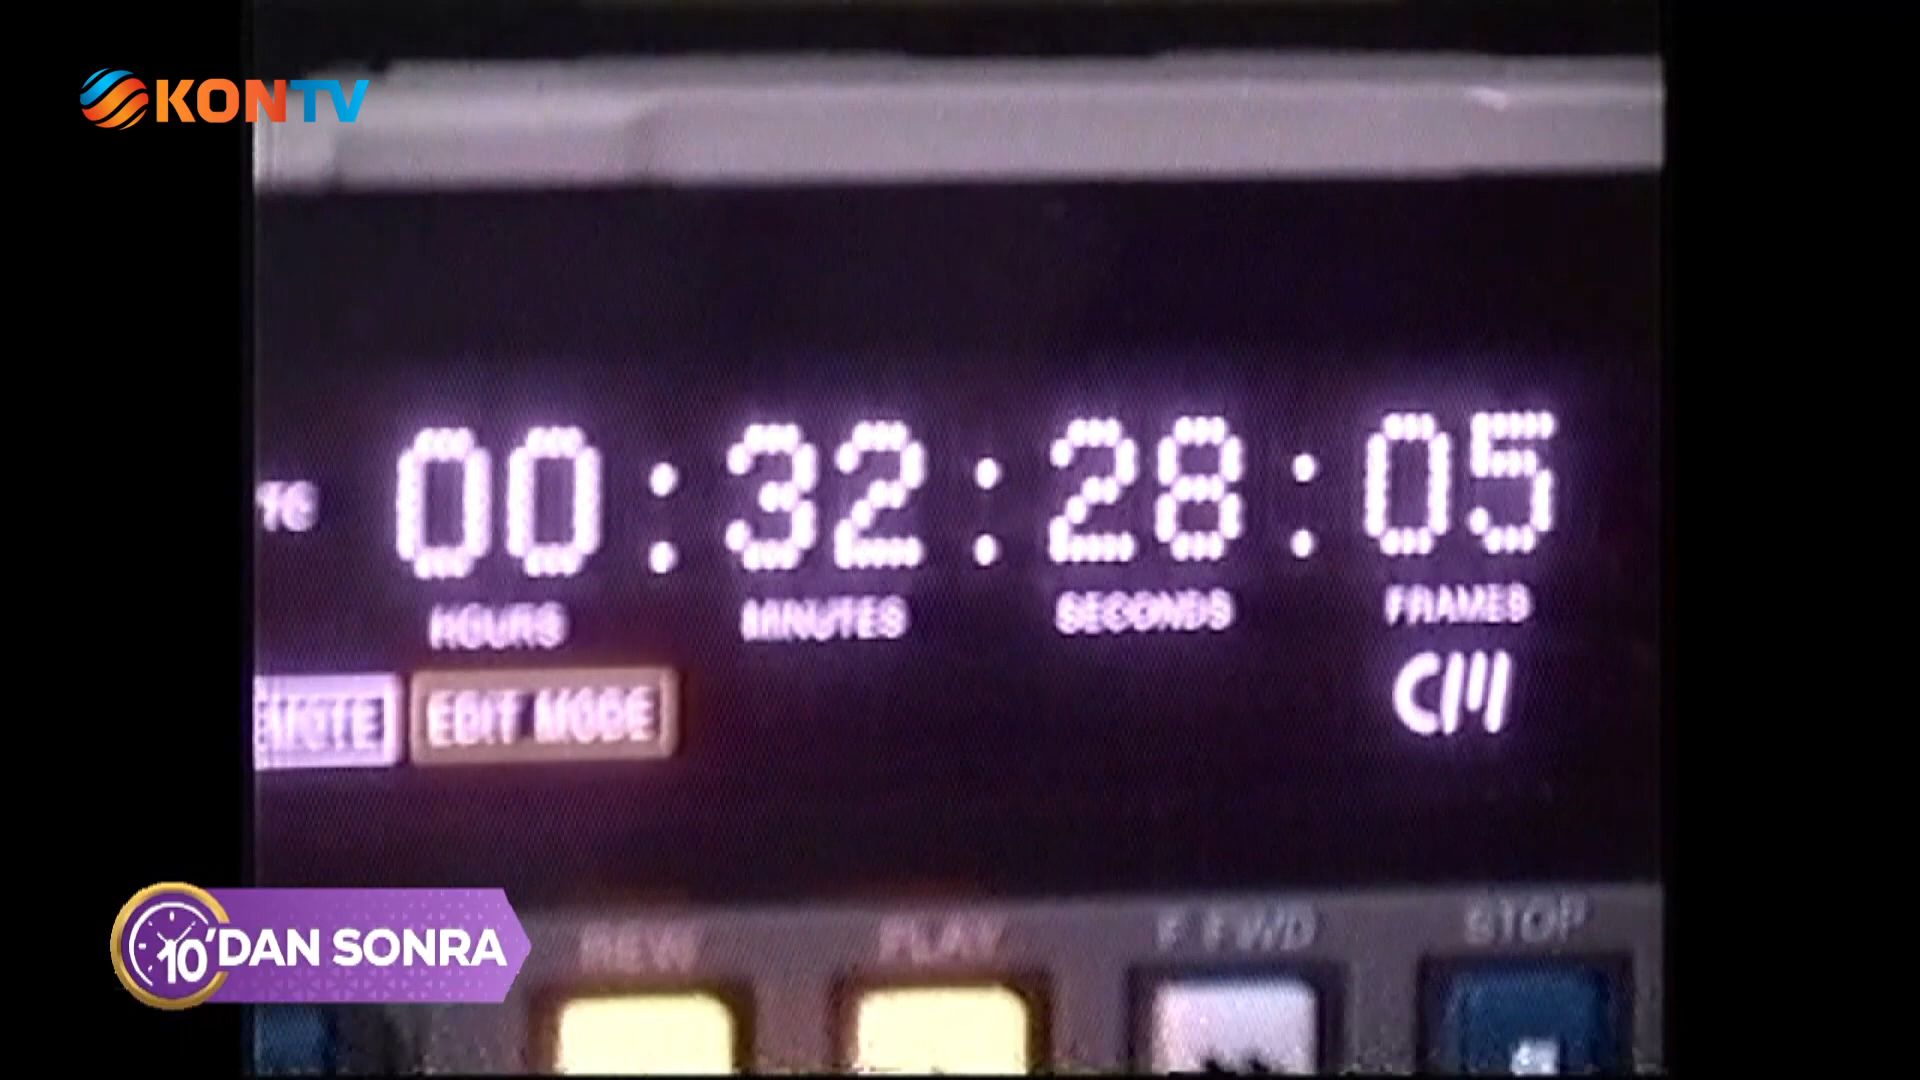 KONTV
00:32:28:05
HOURS MINUTES SECONDS FRAMES
EDIT MODE
REW PLAY F FWD STOP
10'DAN SONRA